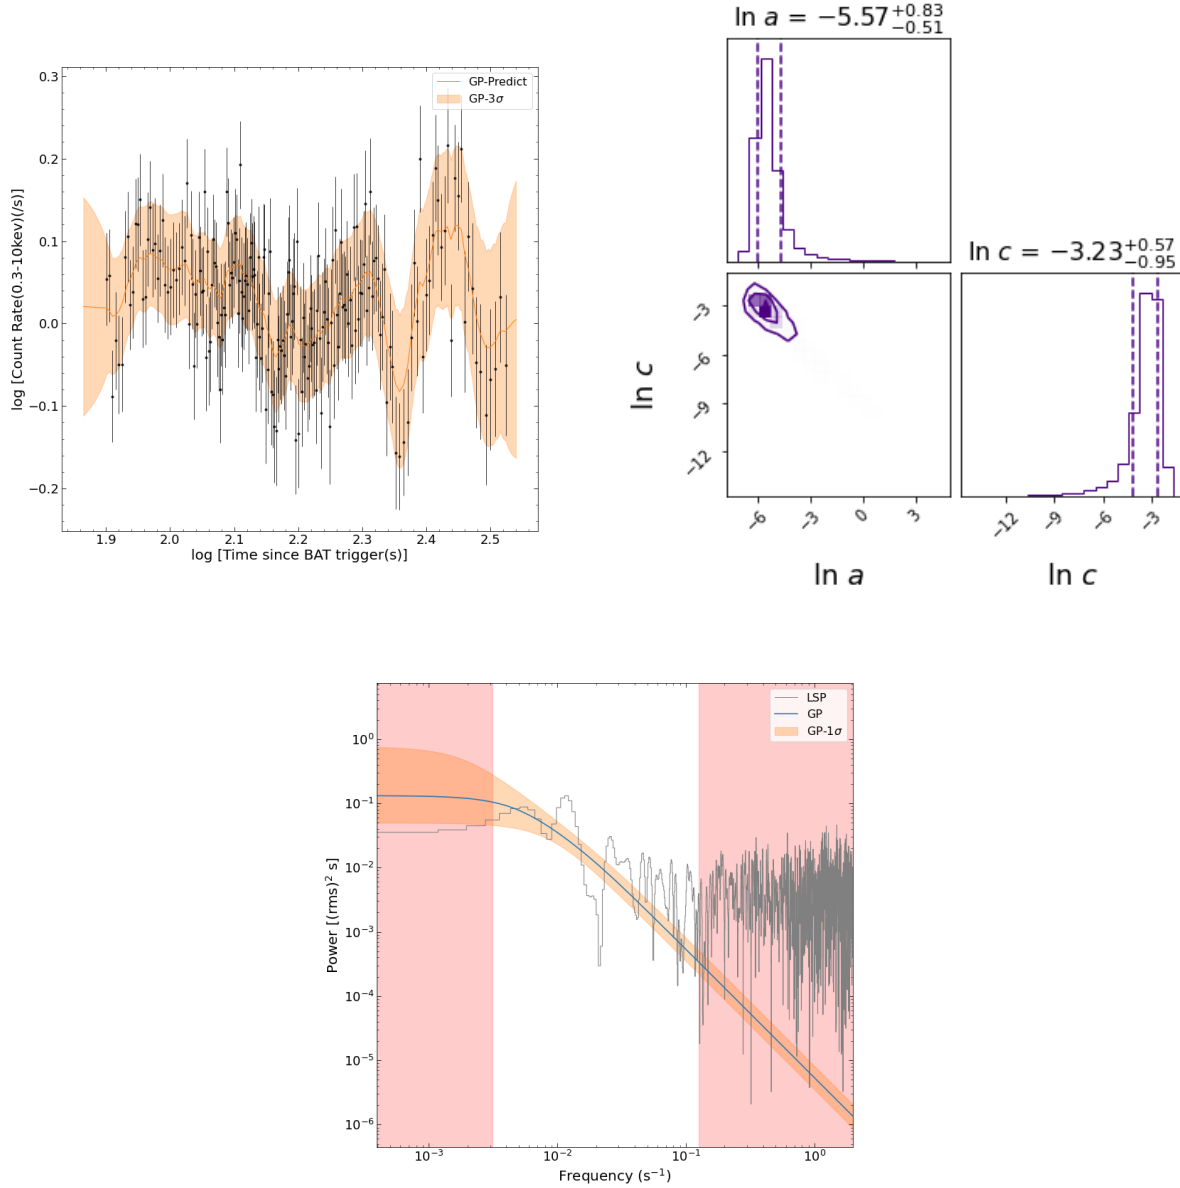 ln a = −5.57 +0.83 −0.51
0.3
0.2
0.1
0.0
−0.1
−0.2
log [Count Rate(0.3-10kev)(/s)]
GP-Predict
GP-3σ
1.9 2.0 2.1 2.2 2.3 2.4 2.5
log [Time since BAT trigger(s)]
ln c = −3.23 +0.57 −0.95
−3
−6
−9
−12
ln c
−6 −3 0 3
−12 −9 −6 −3
ln a
ln c
LSP
GP
GP-1σ
10⁰
10⁻¹
10⁻²
10⁻³
10⁻⁴
10⁻⁵
10⁻⁶
Power [(rms)² s]
10⁻³ 10⁻² 10⁻¹ 10⁰
Frequency (s⁻¹)